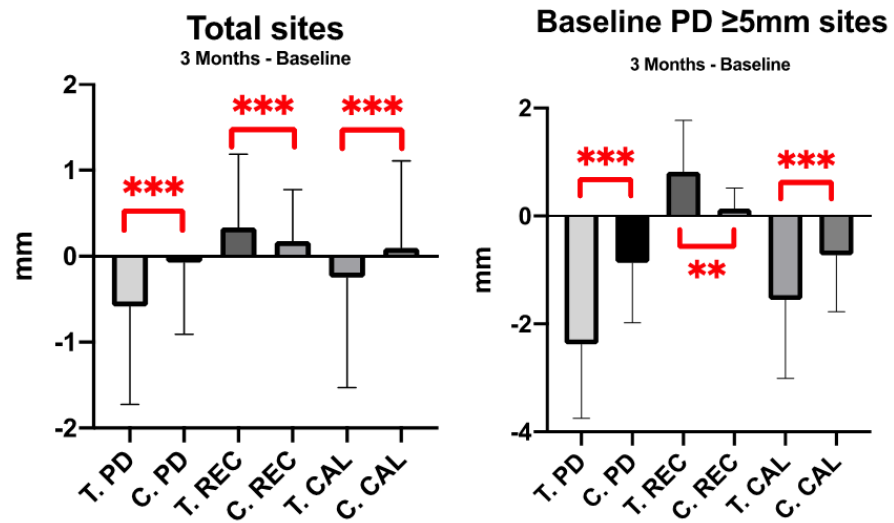 Total sites
3 Months - Baseline
mm
2
1
0
-1
-2
***
***
***
T. PD
C. PD
T. REC
C. REC
T. CAL
C. CAL
Baseline PD ≥5mm sites
3 Months - Baseline
mm
2
0
-2
-4
***
**
***
T. PD
C. PD
T. REC
C. REC
T. CAL
C. CAL